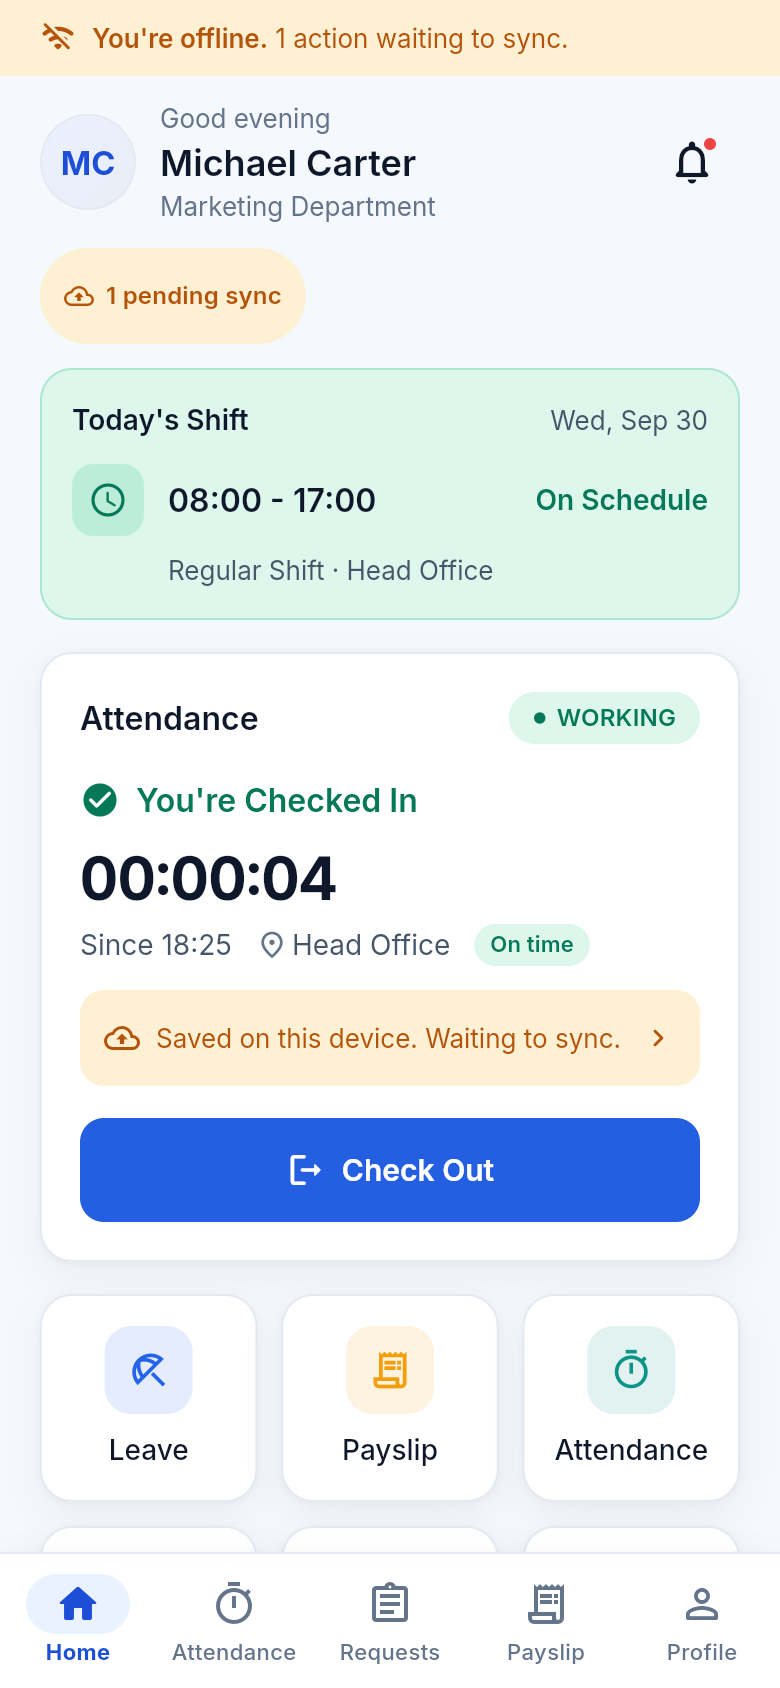 You're offline. 1 action waiting to sync.
MC
Good evening
Michael Carter
Marketing Department
1 pending sync
Today's Shift
Wed, Sep 30
08:00 - 17:00
On Schedule
Regular Shift · Head Office
Attendance
WORKING
You're Checked In
00:00:04
Since 18:25 Head Office On time
Saved on this device. Waiting to sync.
Check Out
Leave
Payslip
Attendance
Home
Attendance
Requests
Payslip
Profile